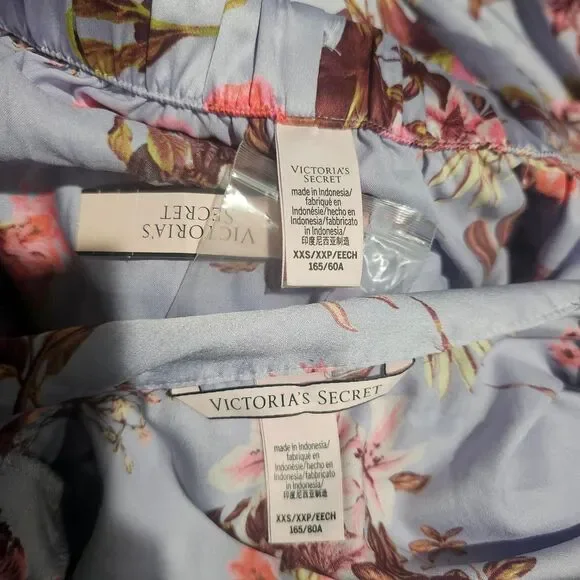 VICTORIA'S
SECRET
made in Indonesia/
fabriqué en
Indonésie/hecho en
Indonesia/fabbricato
in Indonesia/
印度尼西亚制造
XXS/XXP/EECH
165/60A
VICTORIA'S
SECRET
VICTORIA'S SECRET
made in Indonesia/
fabriqué en
Indonésie/hecho en
Indonesia/fabbricato
in Indonesia/
印度尼西亚制造
XXS/XXP/EECH
165/80A